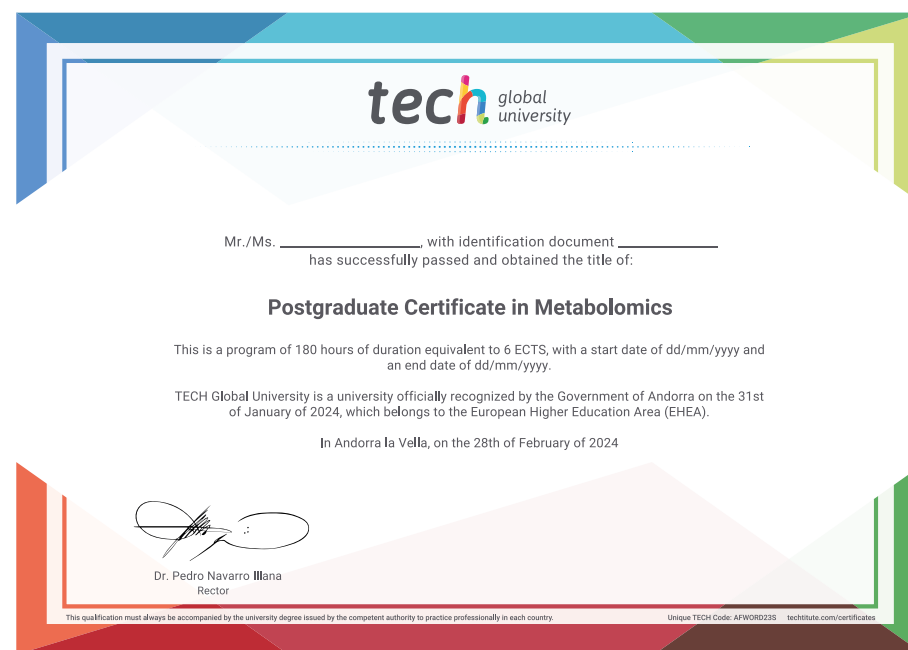 tech global university
Mr./Ms. ____________________, with identification document ______________
has successfully passed and obtained the title of:
Postgraduate Certificate in Metabolomics
This is a program of 180 hours of duration equivalent to 6 ECTS, with a start date of dd/mm/yyyy and
an end date of dd/mm/yyyy.
TECH Global University is a university officially recognized by the Government of Andorra on the 31st
of January of 2024, which belongs to the European Higher Education Area (EHEA).
In Andorra la Vella, on the 28th of February of 2024
Dr. Pedro Navarro Illana
Rector
This qualification must always be accompanied by the university degree issued by the competent authority to practice professionally in each country.
Unique TECH Code: AFWORD23S techtitute.com/certificates